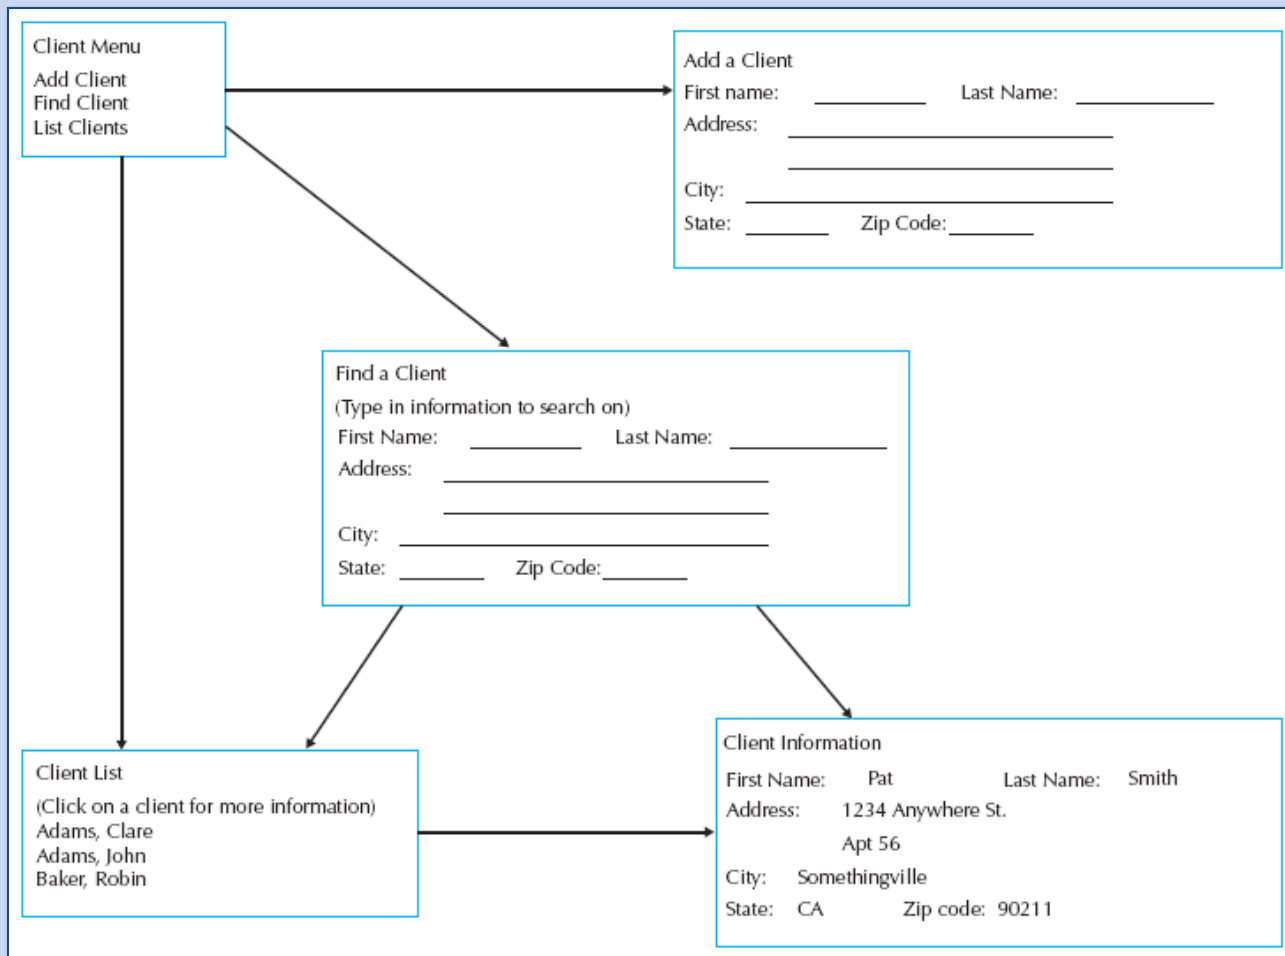 Client Menu
Add Client
Find Client
List Clients
Add a Client
First name: Last Name:
Address:
City:
State: Zip Code:
Find a Client
(Type in information to search on)
First Name: Last Name:
Address:
City:
State: Zip Code:
Client List
(Click on a client for more information)
Adams, Clare
Adams, John
Baker, Robin
Client Information
First Name: Pat Last Name: Smith
Address: 1234 Anywhere St.
Apt 56
City: Somethingville
State: CA Zip code: 90211